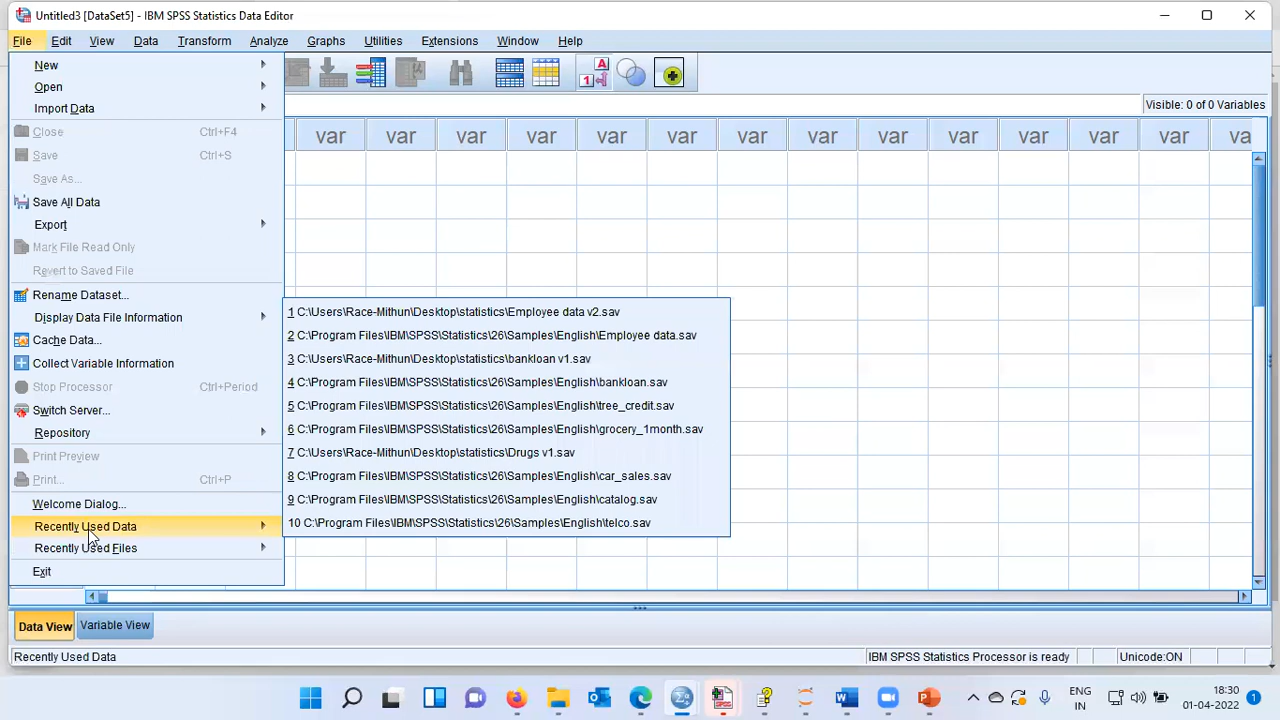 Untitled3 [DataSet5] - IBM SPSS Statistics Data Editor
File Edit View Data Transform Analyze Graphs Utilities Extensions Window Help
New
Open
Import Data
Close Ctrl+F4
Save Ctrl+S
Save As...
Save All Data
Export
Mark File Read Only
Revert to Saved File
Rename Dataset...
Display Data File Information
Cache Data...
Collect Variable Information
Stop Processor Ctrl+Period
Switch Server...
Repository
Print Preview
Print... Ctrl+P
Welcome Dialog...
Recently Used Data
Recently Used Files
Exit
Visible: 0 of 0 Variables
var var var var var var var var var var var var var va
1 C:\Users\Race-Mithun\Desktop\statistics\Employee data v2.sav
2 C:\Program Files\IBM\SPSS\Statistics\26\Samples\English\Employee data.sav
3 C:\Users\Race-Mithun\Desktop\statistics\bankloan v1.sav
4 C:\Program Files\IBM\SPSS\Statistics\26\Samples\English\bankloan.sav
5 C:\Program Files\IBM\SPSS\Statistics\26\Samples\English\tree_credit.sav
6 C:\Program Files\IBM\SPSS\Statistics\26\Samples\English\grocery_1month.sav
7 C:\Users\Race-Mithun\Desktop\statistics\Drugs v1.sav
8 C:\Program Files\IBM\SPSS\Statistics\26\Samples\English\car_sales.sav
9 C:\Program Files\IBM\SPSS\Statistics\26\Samples\English\catalog.sav
10 C:\Program Files\IBM\SPSS\Statistics\26\Samples\English\telco.sav
Data View Variable View
Recently Used Data IBM SPSS Statistics Processor is ready Unicode:ON
ENG
IN
18:30
01-04-2022
1